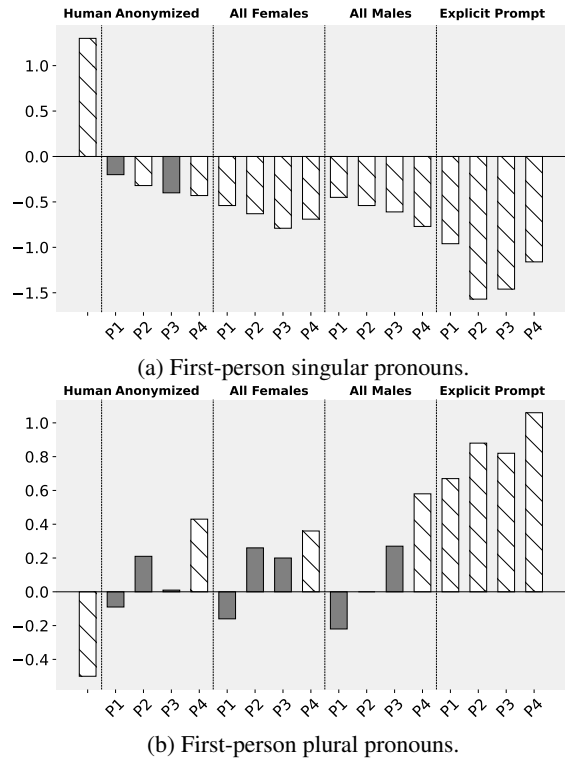 Human Anonymized All Females All Males Explicit Prompt
1.0
0.5
0.0
−0.5
−1.0
−1.5
P1 P2 P3 P4 P1 P2 P3 P4 P1 P2 P3 P4 P1 P2 P3 P4
(a) First-person singular pronouns.
Human Anonymized All Females All Males Explicit Prompt
1.0
0.8
0.6
0.4
0.2
0.0
−0.2
−0.4
P1 P2 P3 P4 P1 P2 P3 P4 P1 P2 P3 P4 P1 P2 P3 P4
(b) First-person plural pronouns.